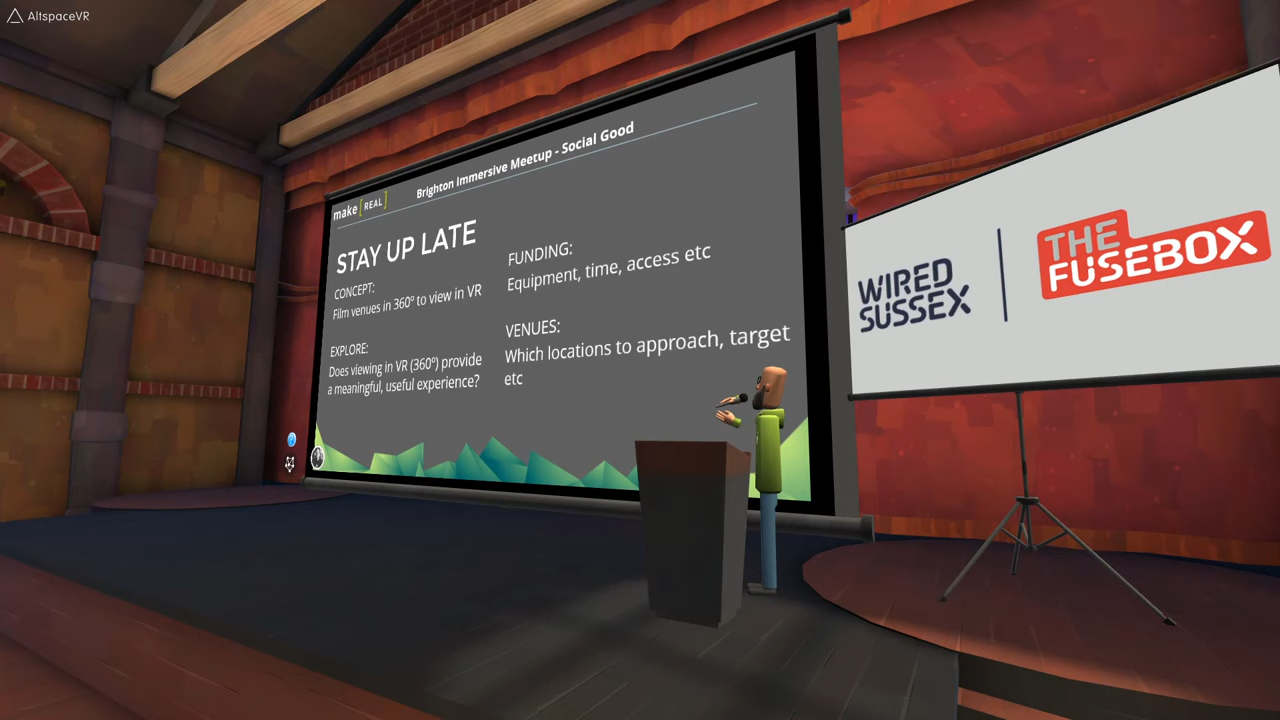 AltspaceVR
make [REAL]
Brighton Immersive Meetup - Social Good
STAY UP LATE
CONCEPT:
Film venues in 360º to view in VR
EXPLORE:
Does viewing in VR (360º) provide
a meaningful, useful experience?
FUNDING:
Equipment, time, access etc
VENUES:
Which locations to approach, target
etc
WIRED
SUSSEX
THE
FUSEBOX